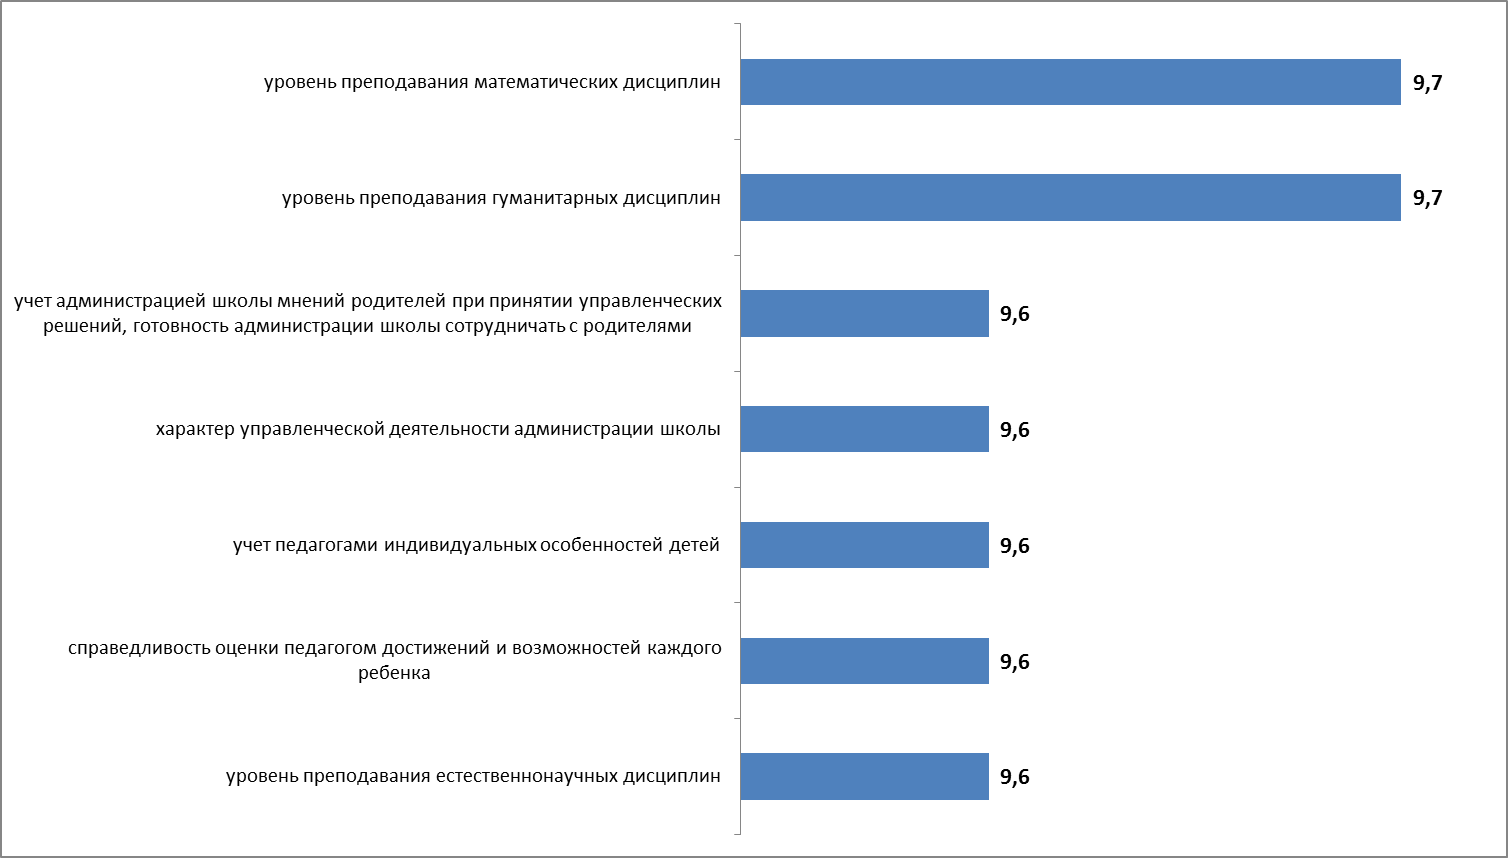 уровень преподавания математических дисциплин
9,7
уровень преподавания гуманитарных дисциплин
9,7
учет администрацией школы мнений родителей при принятии управленческих
решений, готовность администрации школы сотрудничать с родителями
9,6
характер управленческой деятельности администрации школы
9,6
учет педагогами индивидуальных особенностей детей
9,6
справедливость оценки педагогом достижений и возможностей каждого
ребенка
9,6
уровень преподавания естественнонаучных дисциплин
9,6